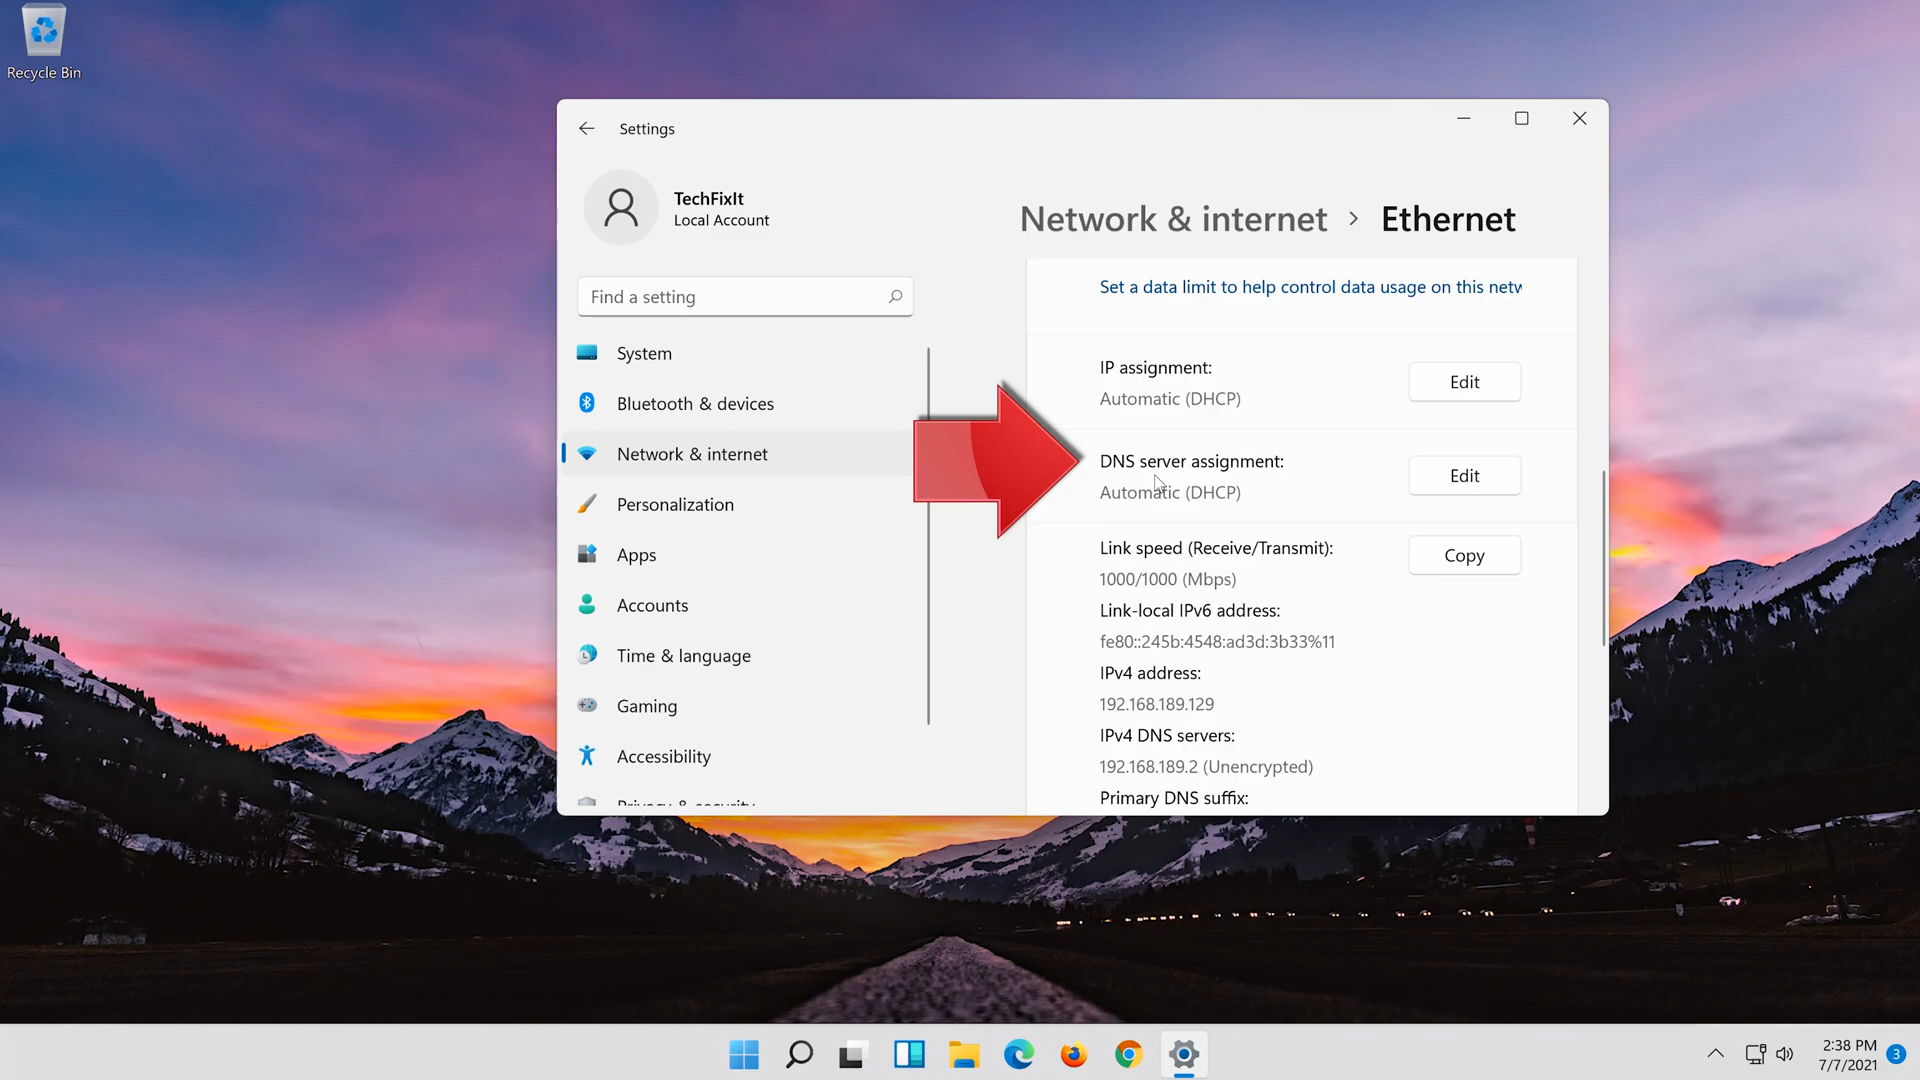 Recycle Bin
Settings
TechFixIt
Local Account
Find a setting
System
Bluetooth & devices
Network & internet
Personalization
Apps
Accounts
Time & language
Gaming
Accessibility
Privacy & security
Network & internet > Ethernet
Set a data limit to help control data usage on this netw
IP assignment:
Automatic (DHCP)
Edit
DNS server assignment:
Automatic (DHCP)
Edit
Link speed (Receive/Transmit):
1000/1000 (Mbps)
Copy
Link-local IPv6 address:
fe80::245b:4548:ad3d:3b33%11
IPv4 address:
192.168.189.129
IPv4 DNS servers:
192.168.189.2 (Unencrypted)
Primary DNS suffix:
2:38 PM
7/7/2021
3